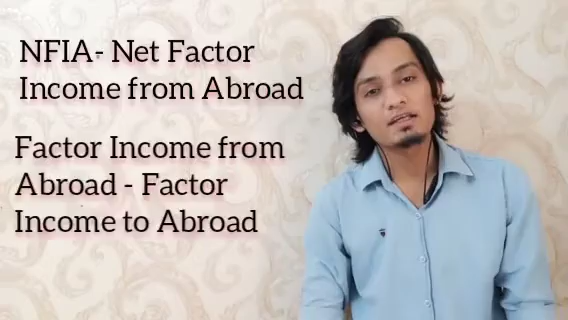 NFIA- Net Factor
Income from Abroad
Factor Income from
Abroad - Factor
Income to Abroad